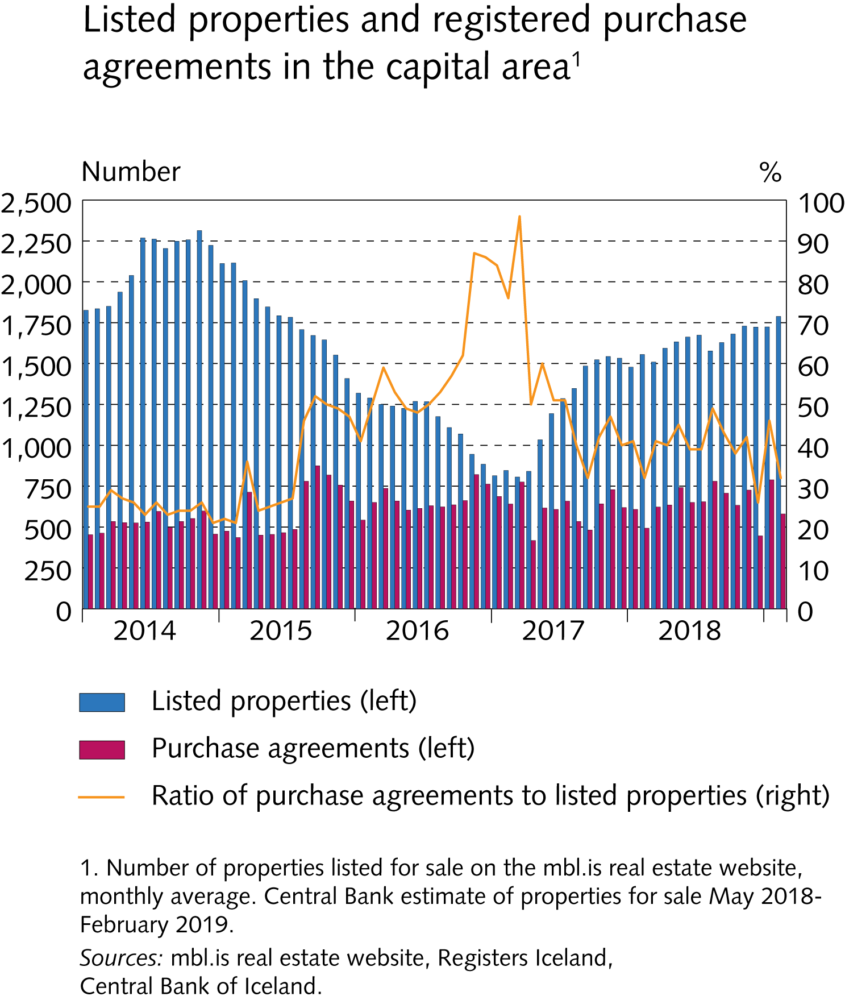 Listed properties and registered purchase
agreements in the capital area¹
Number %
2,500 100
2,250 90
2,000 80
1,750 70
1,500 60
1,250 50
1,000 40
750 30
500 20
250 10
0 0
2014 2015 2016 2017 2018
Listed properties (left)
Purchase agreements (left)
Ratio of purchase agreements to listed properties (right)
1. Number of properties listed for sale on the mbl.is real estate website,
monthly average. Central Bank estimate of properties for sale May 2018-
February 2019.
Sources: mbl.is real estate website, Registers Iceland,
Central Bank of Iceland.